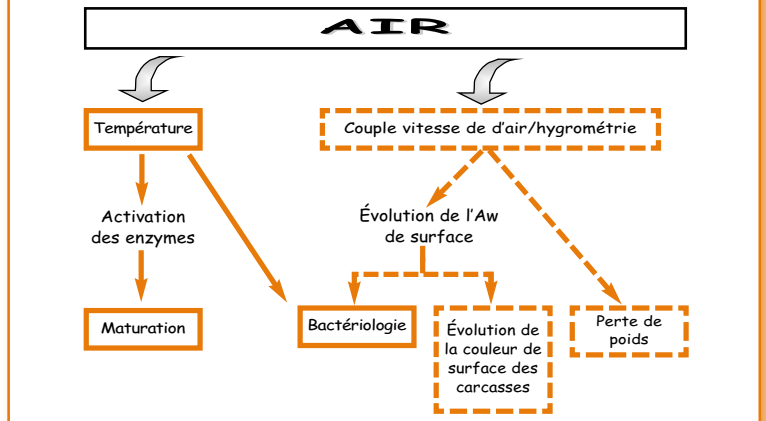 AIR
Température
Couple vitesse de d'air/hygrométrie
Activation
des enzymes
Évolution de l'Aw
de surface
Maturation
Bactériologie
Évolution de
la couleur de
surface des
carcasses
Perte de
poids